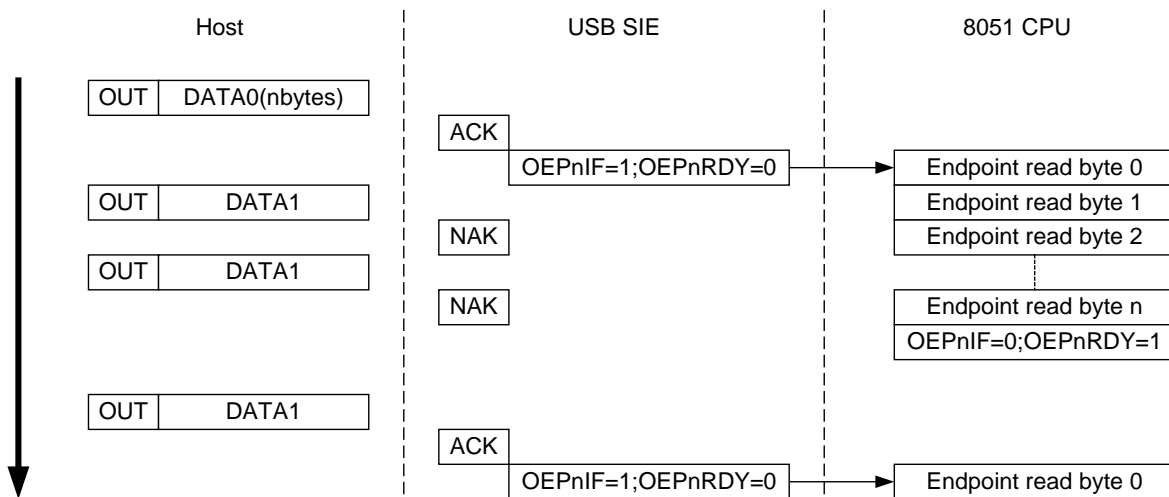 Host USB SIE 8051 CPU
OUT DATA0(nbytes)
ACK
OEPnIF=1;OEPnRDY=0 Endpoint read byte 0
OUT DATA1 Endpoint read byte 1
NAK Endpoint read byte 2
OUT DATA1
NAK Endpoint read byte n
OEPnIF=0;OEPnRDY=1
OUT DATA1
ACK
OEPnIF=1;OEPnRDY=0 Endpoint read byte 0